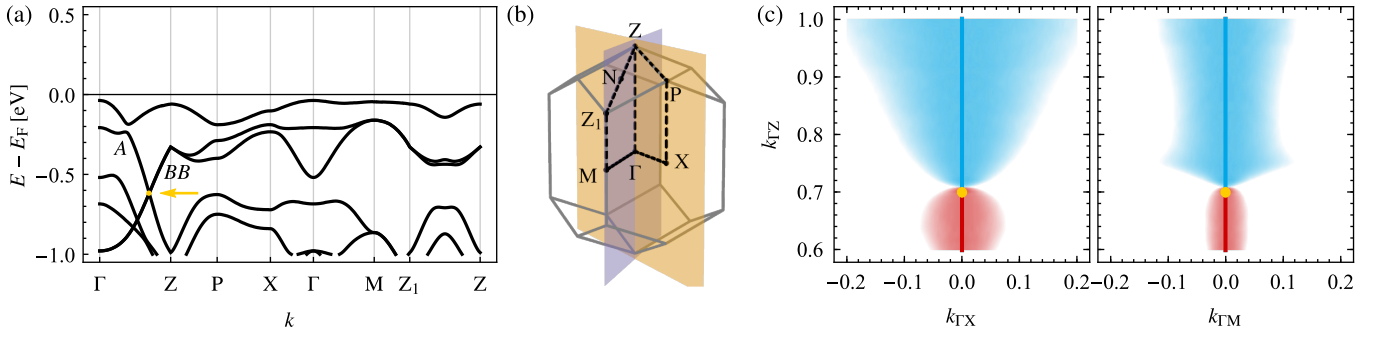 (a)
0.5
0.0
−0.5
−1.0
E − E_F [eV]
A
BB
Γ Z P X Γ M Z₁ Z
k
(b)
Z
N
P
Z₁
M
Γ
X
(c)
1.0
0.9
0.8
0.7
0.6
k_ΓZ
−0.2 −0.1 0.0 0.1 0.2
k_ΓX
−0.2 −0.1 0.0 0.1 0.2
k_ΓM